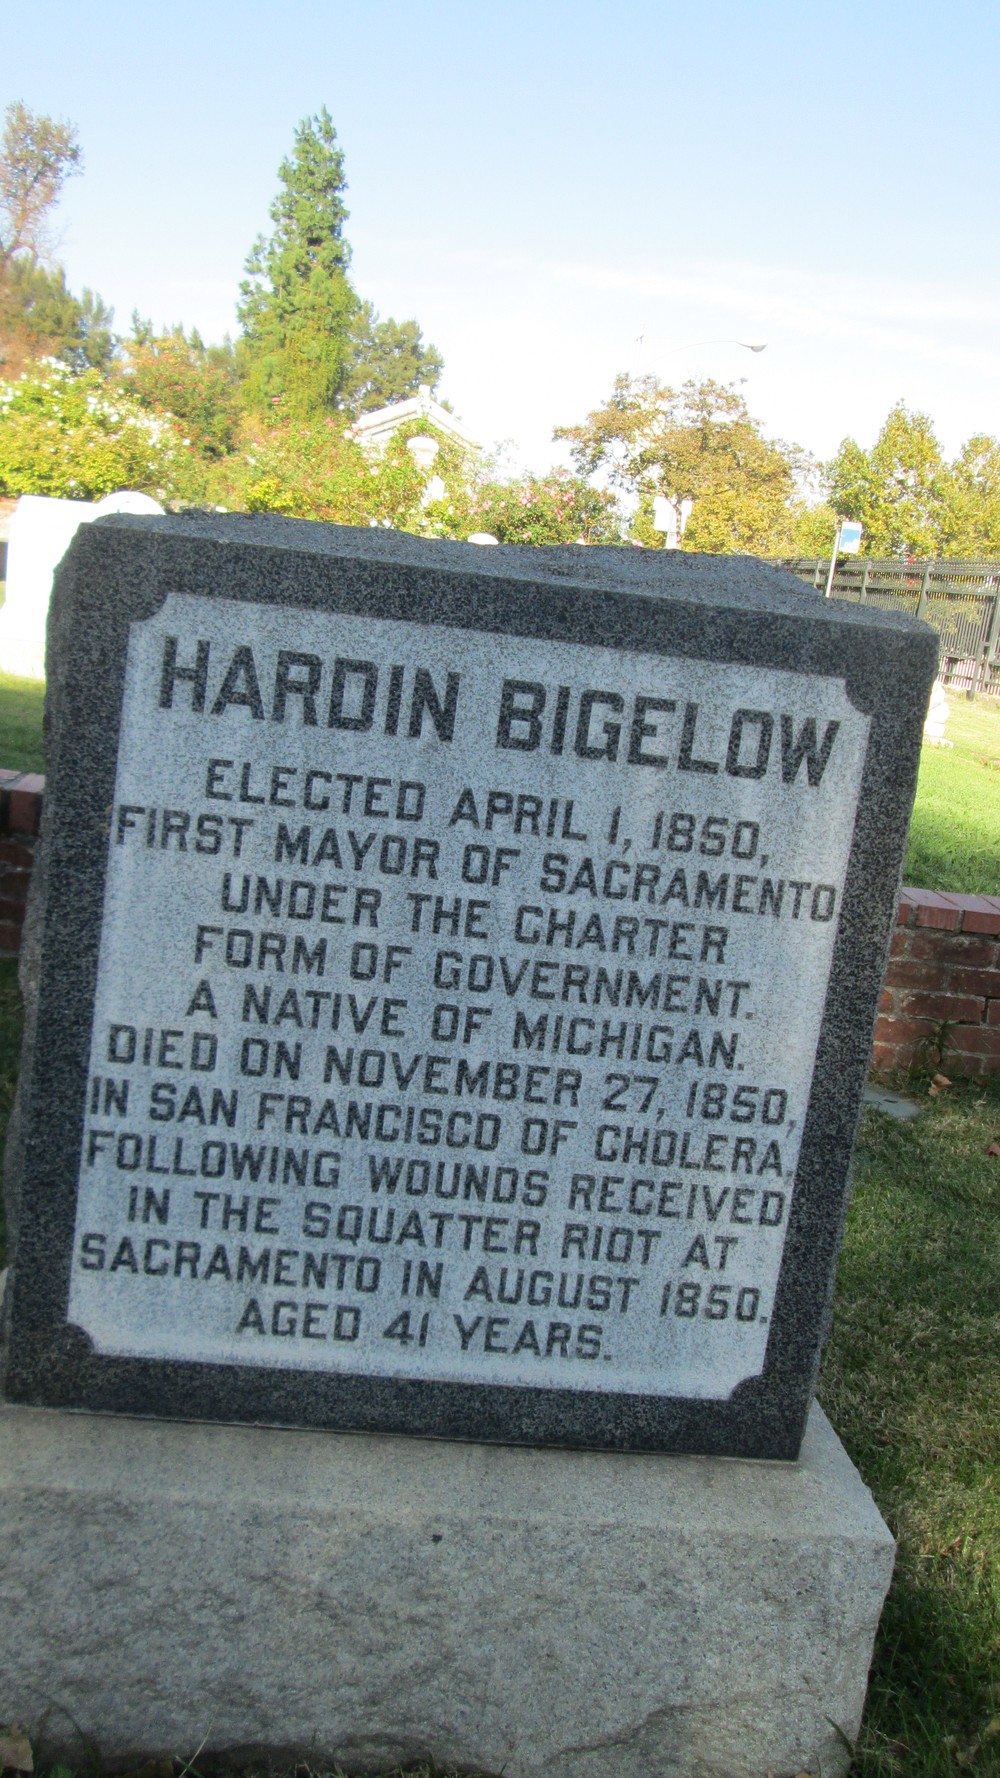 HARDIN BIGELOW
ELECTED APRIL 1, 1850,
FIRST MAYOR OF SACRAMENTO
UNDER THE CHARTER
FORM OF GOVERNMENT.
A NATIVE OF MICHIGAN.
DIED ON NOVEMBER 27, 1850,
IN SAN FRANCISCO OF CHOLERA,
FOLLOWING WOUNDS RECEIVED
IN THE SQUATTER RIOT AT
SACRAMENTO IN AUGUST 1850.
AGED 41 YEARS.